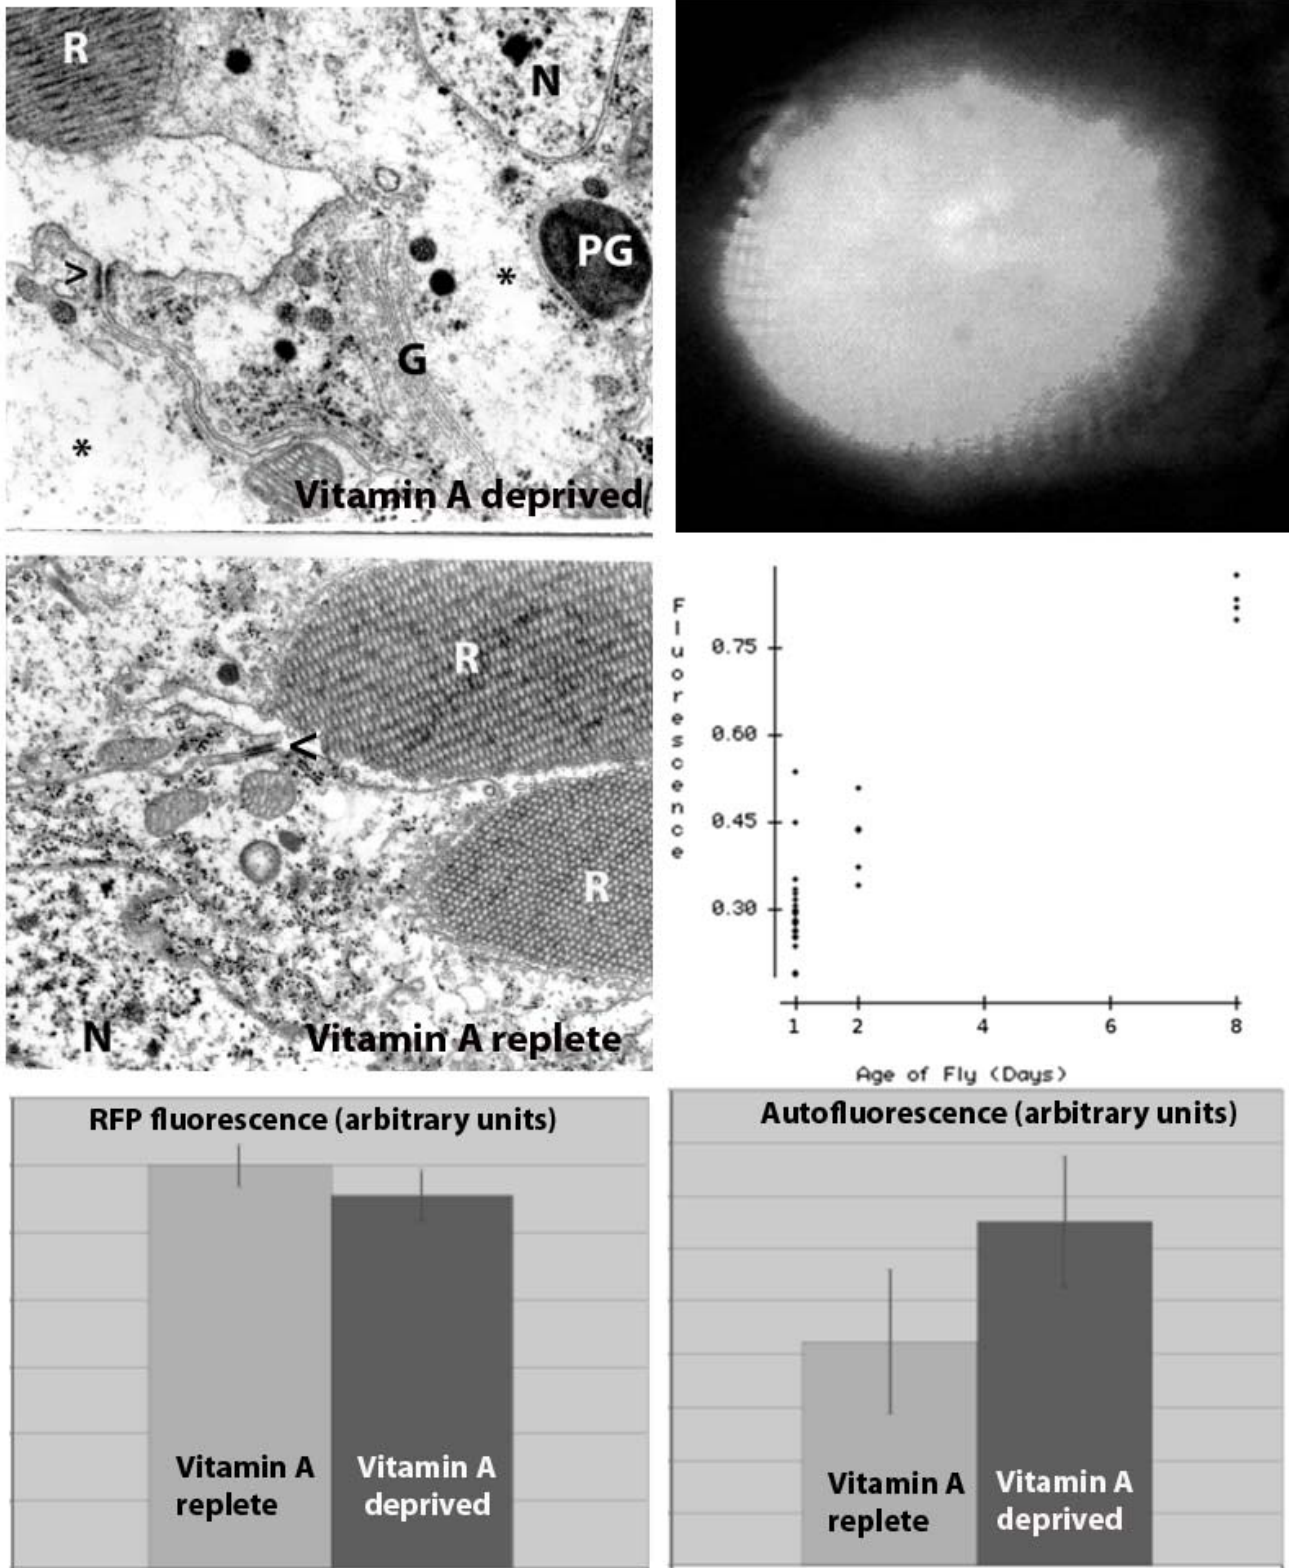 R
N
PG
>
*
G
*
Vitamin A deprived
R
<
R
N
Vitamin A replete
Fluorescence
0.75
0.60
0.45
0.30
1 2 4 6 8
Age of Fly (Days)
RFP fluorescence (arbitrary units)
Vitamin A
replete
Vitamin A
deprived
Autofluorescence (arbitrary units)
Vitamin A
replete
Vitamin A
deprived